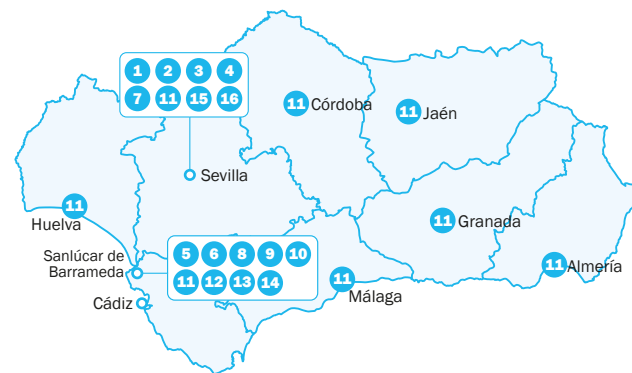 1 2 3 4
7 11 15 16
11 Córdoba
11 Jaén
Sevilla
11
Huelva
11 Granada
Sanlúcar de
Barrameda
5 6 8 9 10
11 12 13 14
11 Almería
11
Málaga
Cádiz